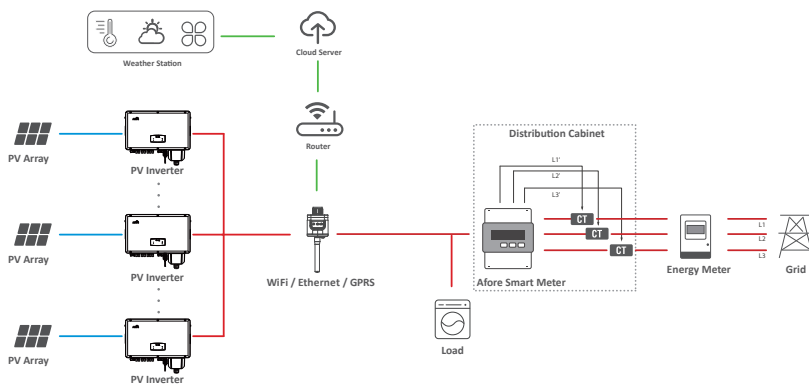 Weather Station
Cloud Server
Router
Distribution Cabinet
L1'
L2'
L3'
PV Array
PV Inverter
PV Array
PV Inverter
PV Array
PV Inverter
WiFi / Ethernet / GPRS
Load
Afore Smart Meter
CT
CT
CT
Energy Meter
L1
L2
L3
Grid